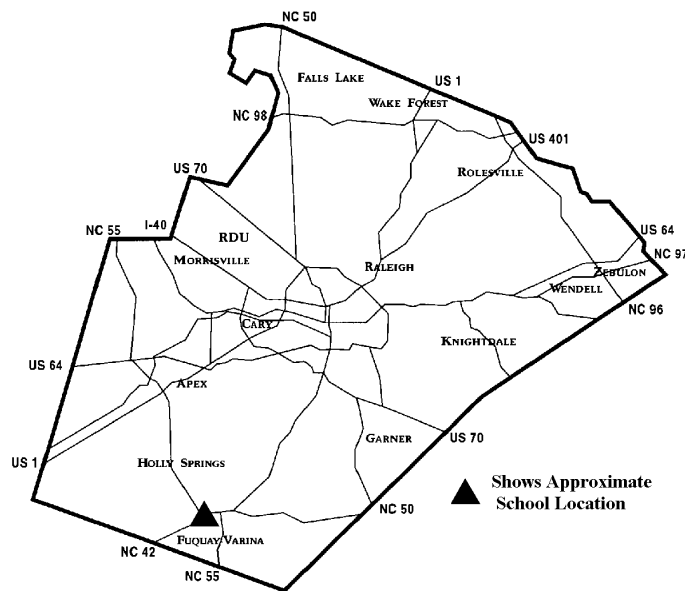 NC 50
FALLS LAKE
US 1
WAKE FOREST
NC 98
US 401
US 70
ROLESVILLE
NC 55
I-40
RDU
US 64
MORRISVILLE
RALEIGH
NC 97
ZEBULON
WENDELL
NC 96
CARY
KNIGHTDALE
US 64
APEX
GARNER
US 70
US 1
HOLLY SPRINGS
Shows Approximate
School Location
NC 50
FUQUAY-VARINA
NC 42
NC 55